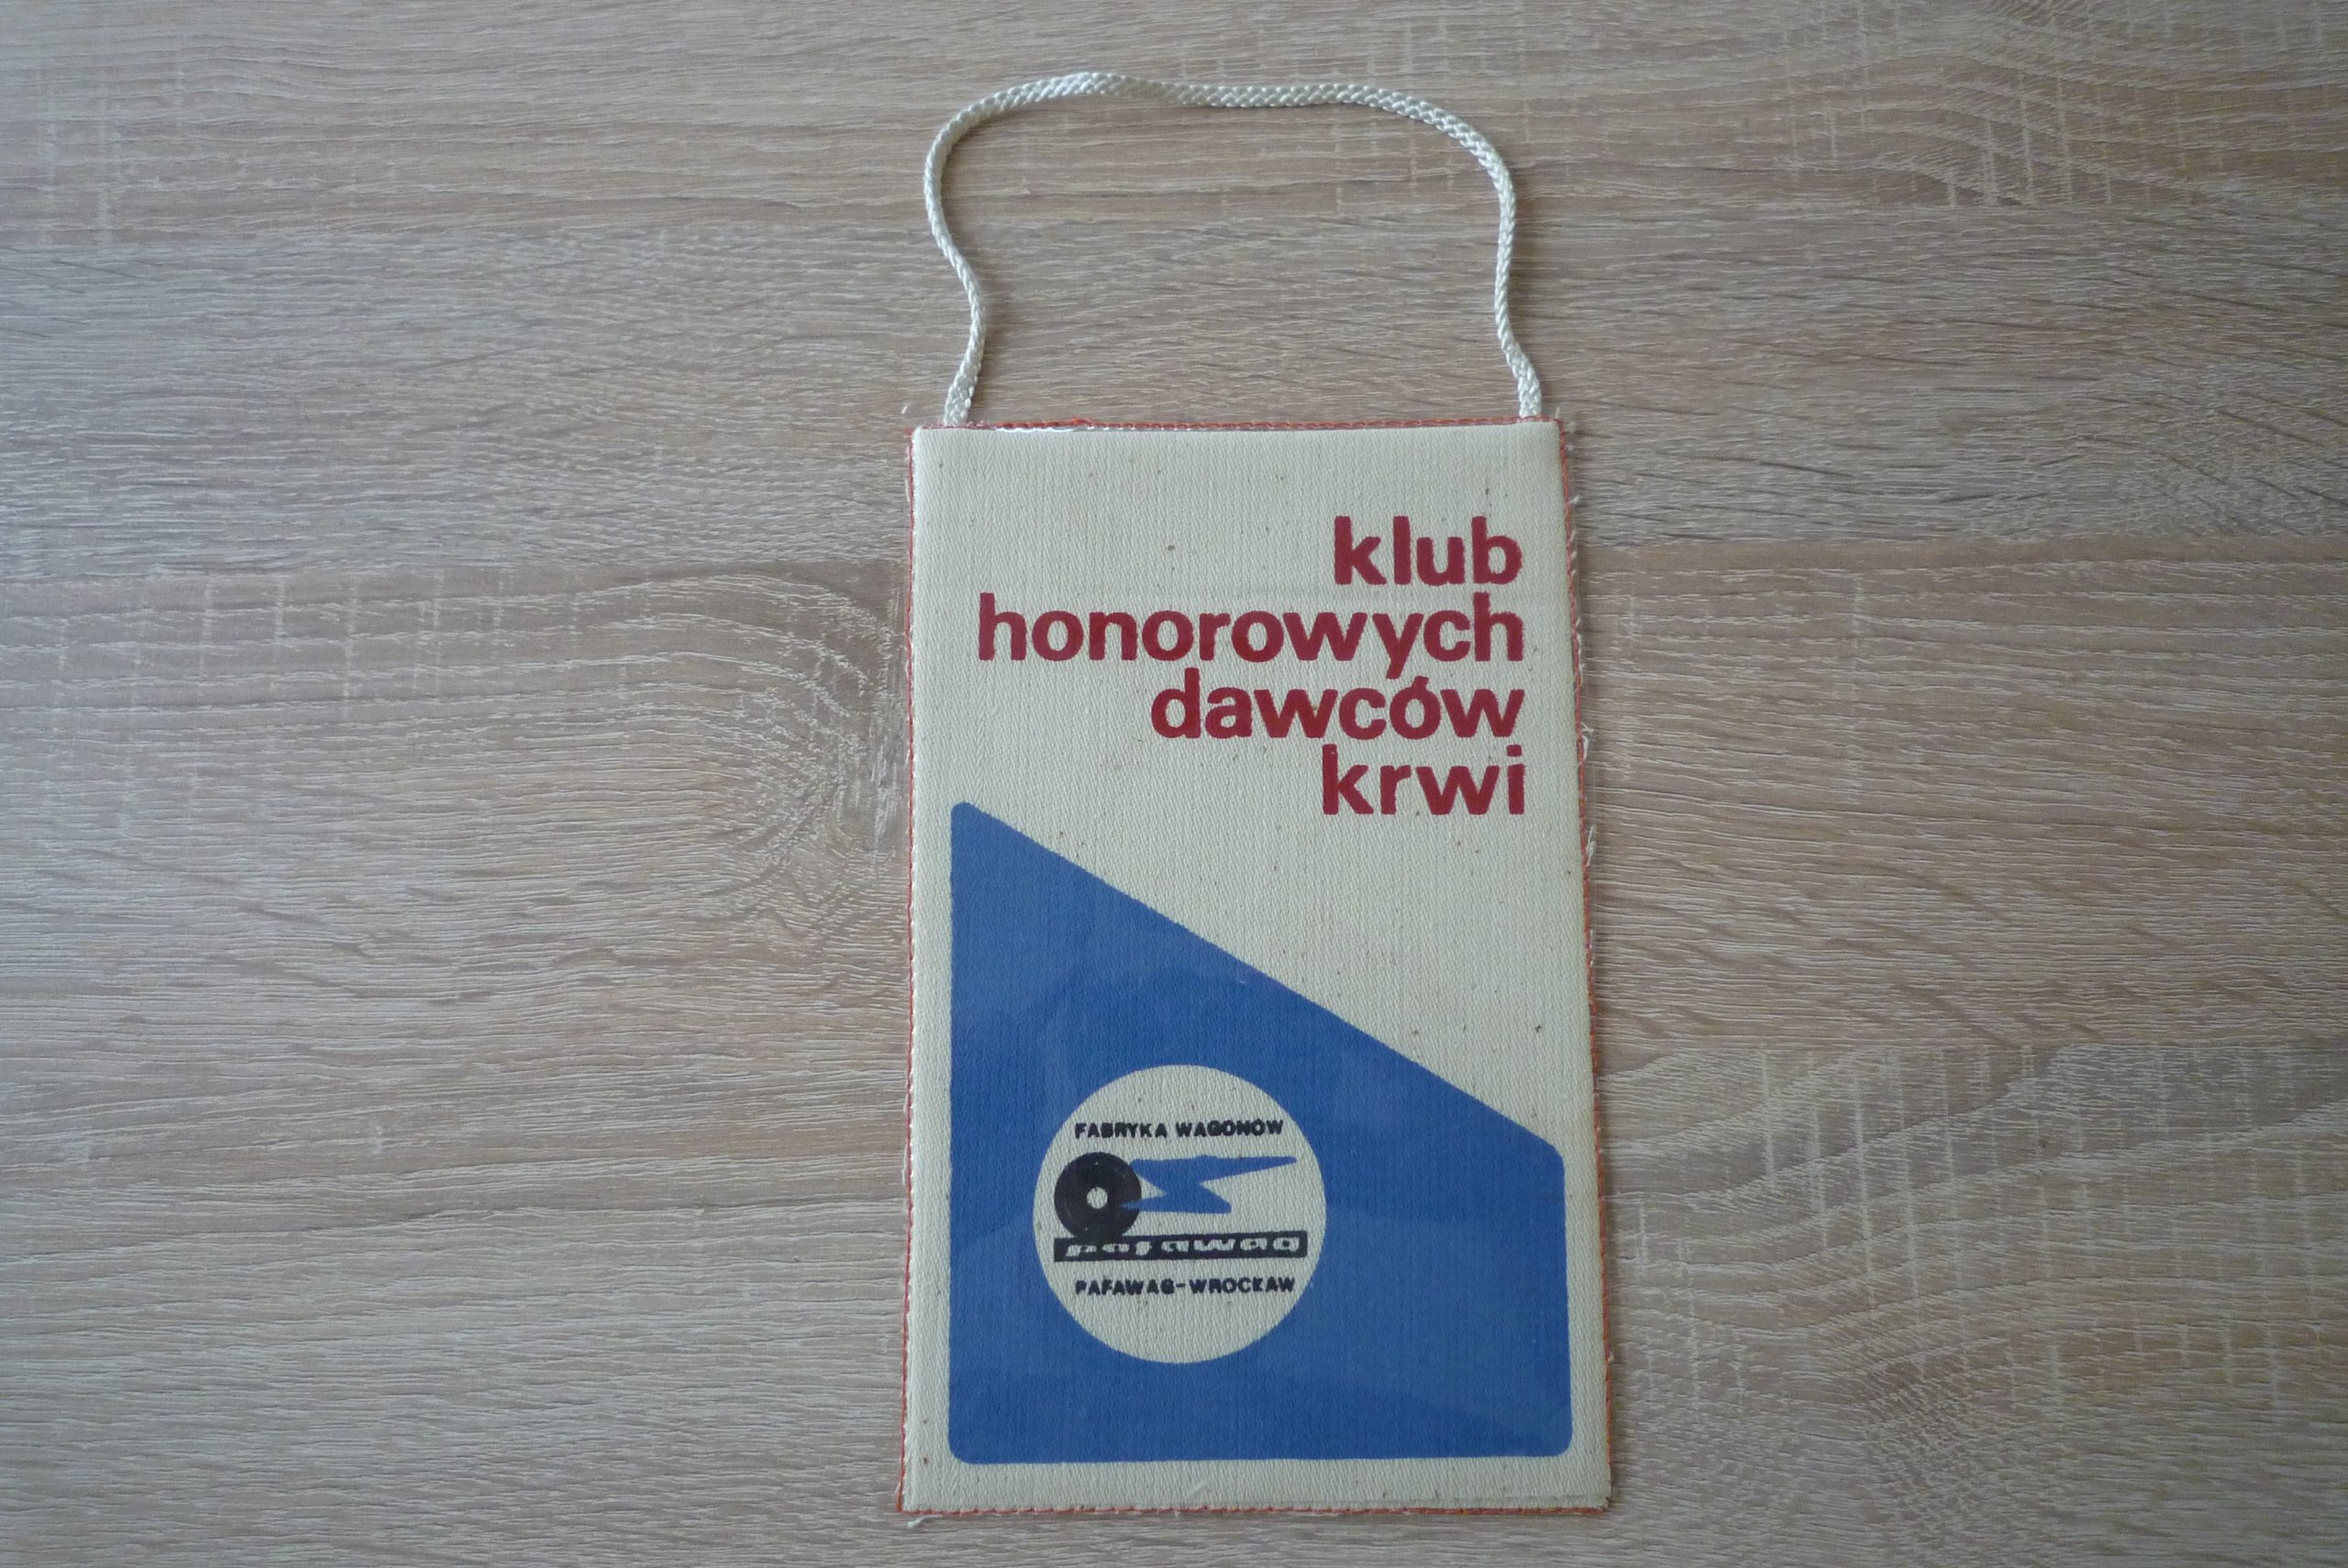 klub
honorowych
dawców
krwi
FABRYKA WAGONÓW
pafawag
PAFAWAG-WROCŁAW